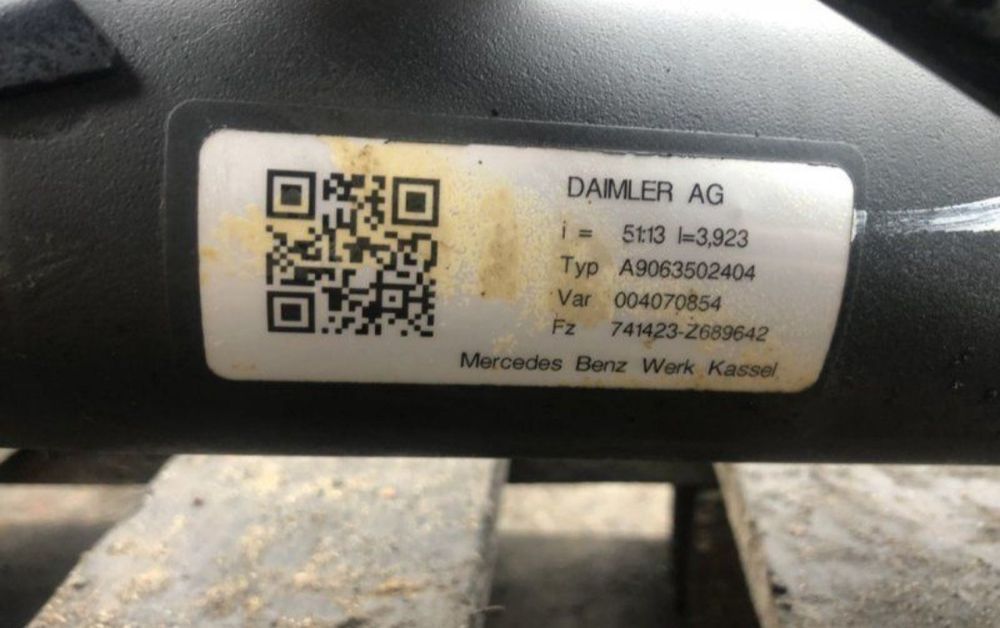 DAIMLER AG
i = 51:13 I=3,923
Typ A9063502404
Var 004070854
Fz 741423-Z689642
Mercedes Benz Werk Kassel